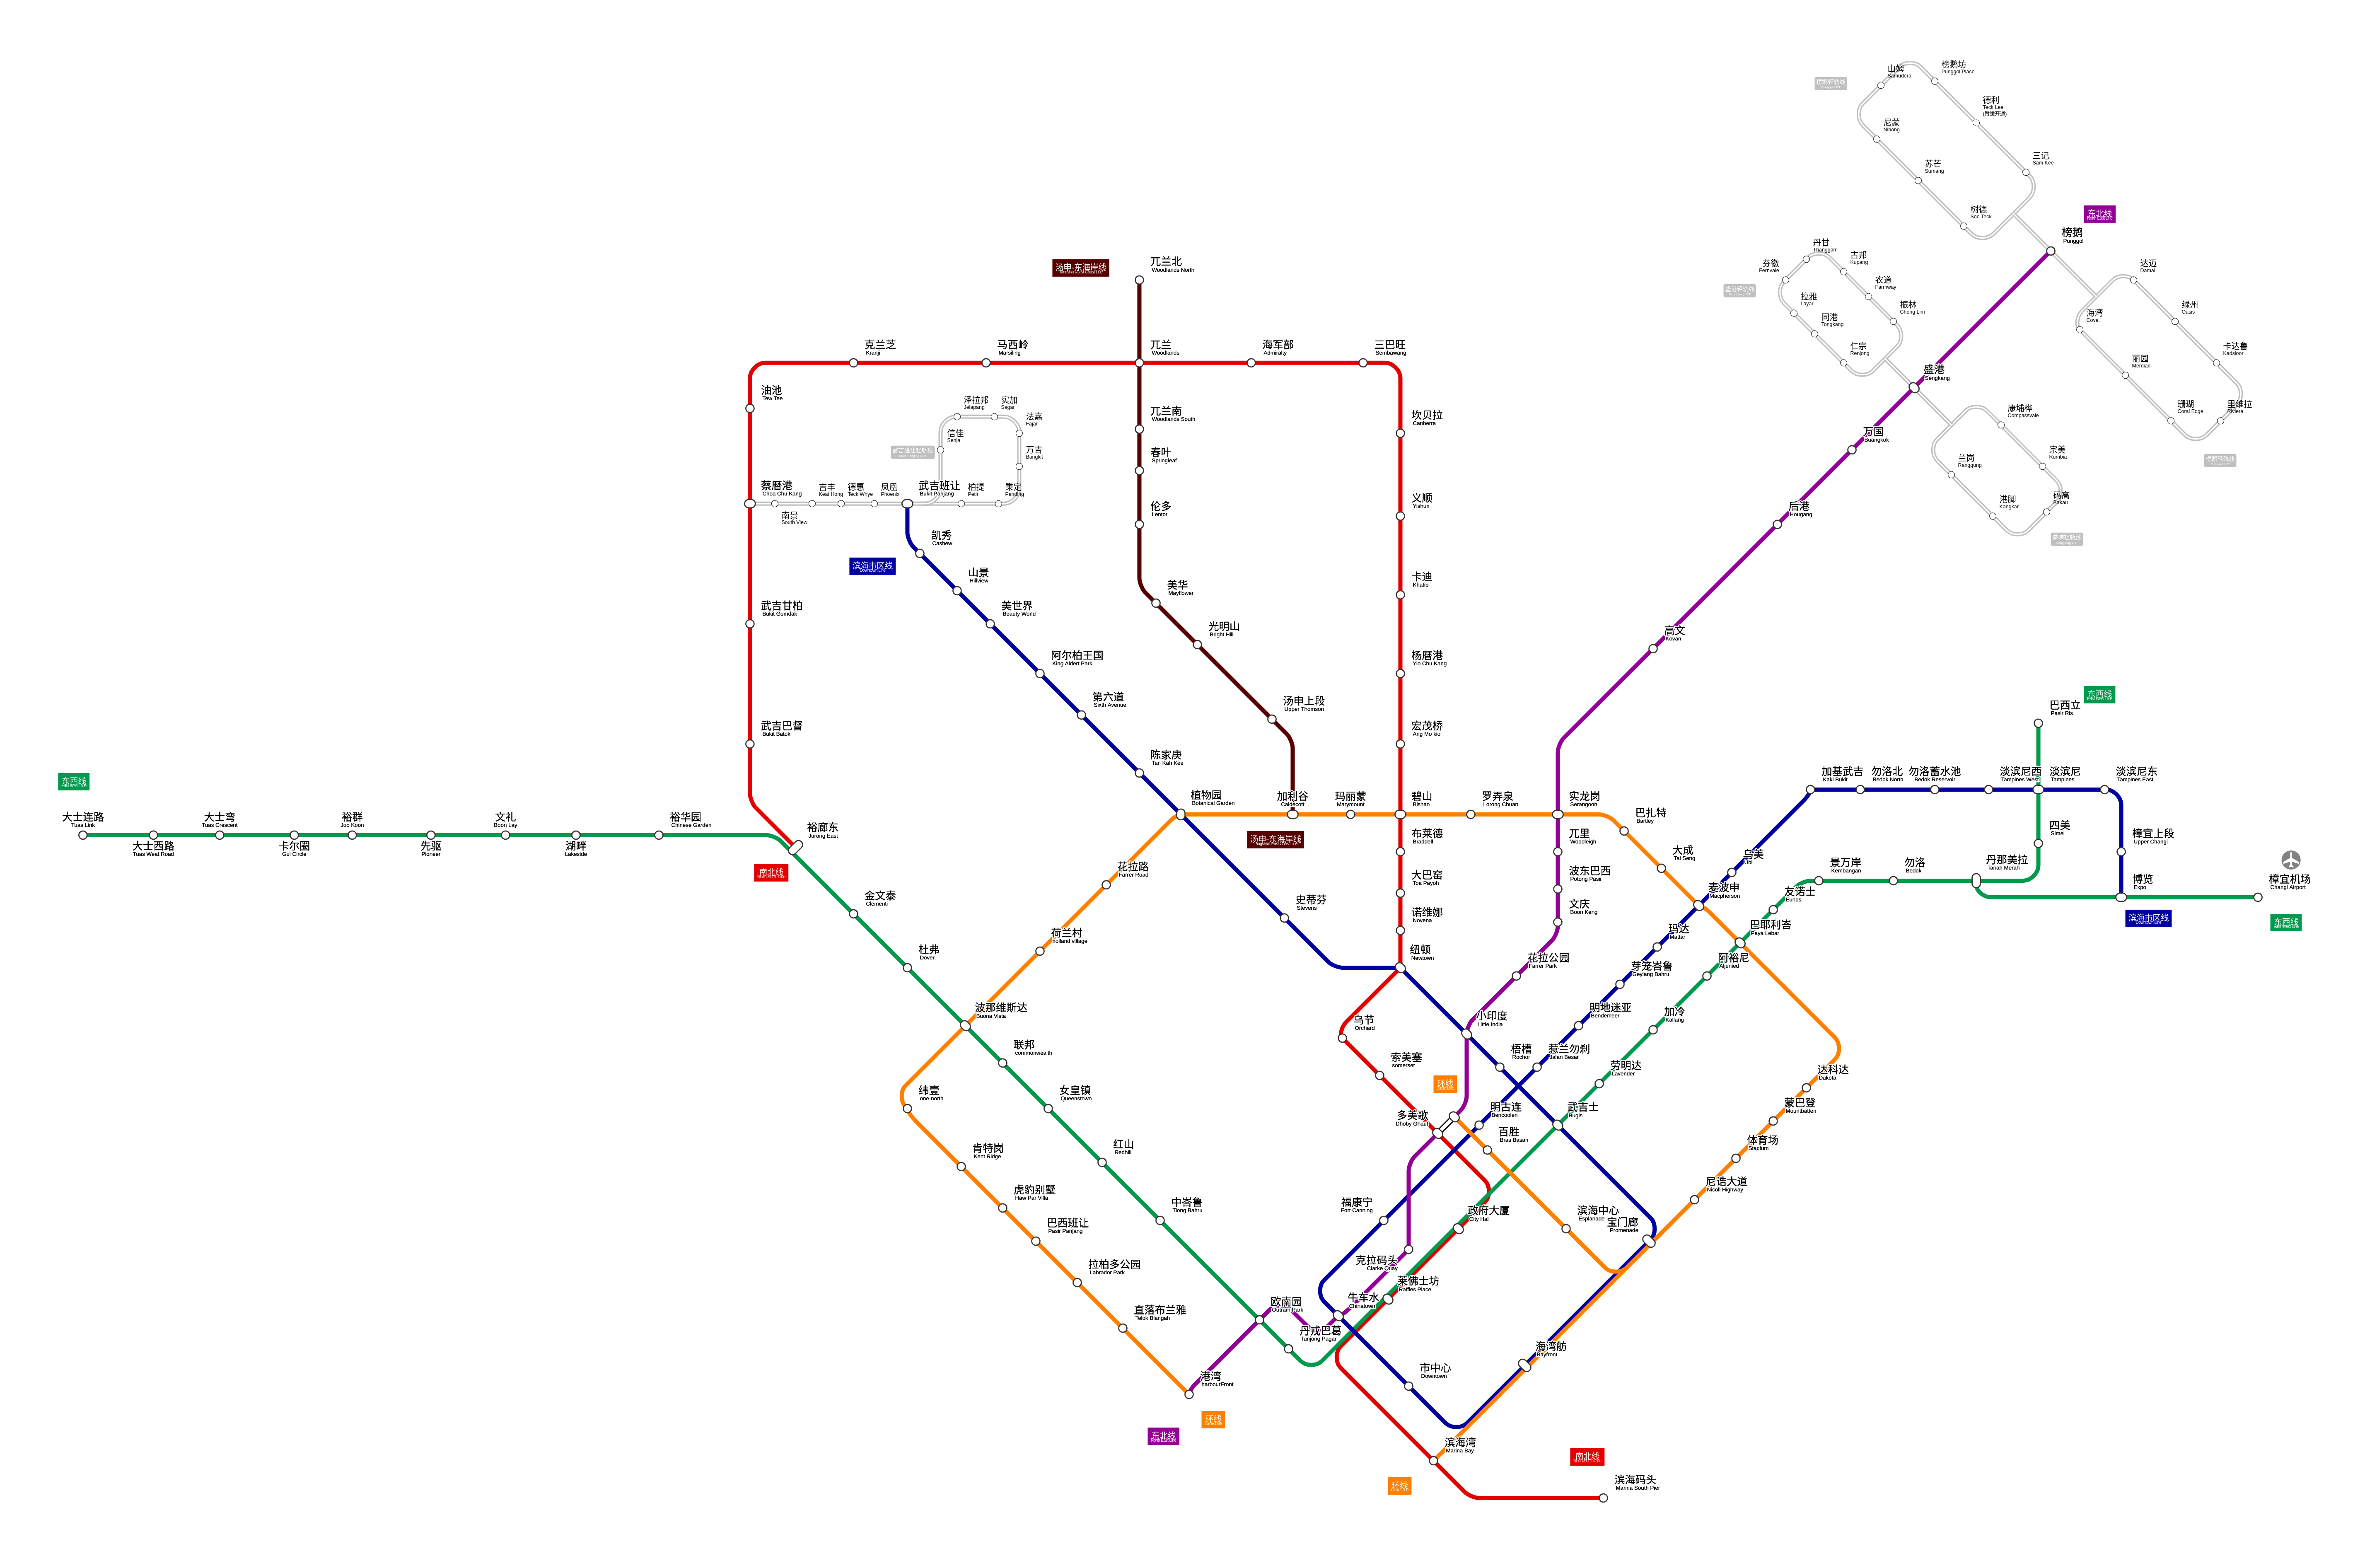 山姆
Samudera
榜鹅坊
Punggol Place
榜鹅轻轨线
德利
Teck Lee
(暂缓开通)
尼蒙
Nibong
三记
Sam Kee
苏芒
Sumang
树德
Soo Teck
东北线
榜鹅
Punggol
丹甘
Thanggam
古邦
Kupang
芬徽
Fernvale
农道
Farmway
盛港轻轨线
拉雅
Layar
振林
Cheng Lim
同港
Tongkang
仁宗
Renjong
达迈
Damai
绿州
Oasis
海湾
Cove.
卡达鲁
Kadsloor
丽园
Merdian
珊瑚
Coral Edge
里维拉
Riviera
榜鹅轻轨线
盛港
Sengkang
康埔桦
Compassvale
宗美
Rumbia
兰岗
Ranggung
港脚
Kangkar
码高
Bakau
盛港轻轨线
万国
Buangkok
后港
Hougang
高文
Kovan
汤申-东海岸线
兀兰北
Woodlands North
克兰芝
Kranji
马西岭
Marsiling
兀兰
Woodlands
海军部
Admiralty
三巴旺
Sembawang
油池
Tew Tee
泽拉邦
Jelapang
实加
Segar
法嘉
Fajar
信佳
Senja
万吉
Bangkit
武吉班让轻轨线
兀兰南
Woodlands South
坎贝拉
Canberra
春叶
Springleaf
蔡厝港
Choa Chu Kang
吉丰
Keat Hong
德惠
Teck Whye
凤凰
Phoenix
武吉班让
Bukit Panjang
柏提
Petir
秉定
Pending
南景
South View
伦多
Lentor
义顺
Yishun
凯秀
Cashew
滨海市区线
山景
Hillview
美世界
Beauty World
美华
Mayflower
卡迪
Khatib
武吉甘柏
Bukit Gomdak
光明山
Bright Hill
阿尔柏王国
King Aldert Park
杨厝港
Yio Chu Kang
第六道
Sixth Avenue
汤申上段
Upper Thomson
武吉巴督
Bukit Batok
宏茂桥
Ang Mo kio
陈家庚
Tan Kah Kee
东西线
大士连路
Tuas Link
大士西路
Tuas Weat Road
大士弯
Tuas Crescent
卡尔圈
Gul Circle
裕群
Joo Koon
先驱
Pioneer
文礼
Boon Lay
湖畔
Lakeside
裕华园
Chinese Garden
裕廊东
Jurong East
南北线
植物园
Botanical Garden
加利谷
Caldecott
玛丽蒙
Marymount
碧山
Bishan
罗弄泉
Lorong Chuan
实龙岗
Serangoon
巴扎特
Bartley
汤申-东海岸线
布莱德
Braddell
兀里
Woodleigh
大成
Tai Seng
花拉路
Farrer Road
大巴窑
Toa Payoh
波东巴西
Potong Pasir
金文泰
Clementi
史蒂芬
Stevens
诺维娜
Novena
文庆
Boon Keng
荷兰村
holland village
杜弗
Dover
纽顿
Newtown
花拉公园
Farrer Park
东西线
巴西立
Pasir Ris
加基武吉
Kaki Bukit
勿洛北
Bedok North
勿洛蓄水池
Bedok Reservoir
淡滨尼西
Tampines West
淡滨尼
Tampines
淡滨尼东
Tampines East
四美
Simei
樟宜上段
Upper Changi
乌美
Ubi
景万岸
Kembangan
勿洛
Bedok
丹那美拉
Tanah Merah
博览
Expo
樟宜机场
Changi Airport
滨海市区线
东西线
麦波申
Macpherson
友诺士
Eunos
巴耶利峇
Paya Lebar
玛达
Mattar
阿裕尼
Aljunied
芽笼峇鲁
Geylang Bahru
波那维斯达
Buona Vista
乌节
Orchard
小印度
Little India
明地迷亚
Bendemeer
加冷
Kallang
联邦
commonwealth
索美塞
somerset
梧槽
Rochor
惹兰勿刹
Jalan Besar
劳明达
Lavender
达科达
Dakota
环线
纬壹
one-north
女皇镇
Queenstown
多美歌
Dhoby Ghaut
明古连
Bencoolen
武吉士
Bugis
蒙巴登
Mountbatten
百胜
Bras Basah
体育场
Stadium
肯特岗
Kent Ridge
红山
Redhill
尼诰大道
Nicoll Highway
虎豹别墅
Haw Par Villa
中峇鲁
Tiong Bahru
福康宁
Fort Canning
政府大厦
City Hal
滨海中心
Esplanade
宝门廊
Promenade
巴西班让
Pasir Panjang
拉柏多公园
Labrador Park
克拉码头
Clarke Quay
莱佛士坊
Raffles Place
直落布兰雅
Telok Blangah
欧南园
Outram Park
牛车水
Chinatown
丹戎巴葛
Tanjong Pagar
海湾舫
Bayfront
港湾
harbourFront
市中心
Downtown
环线
东北线
滨海湾
Marina Bay
南北线
环线
滨海码头
Marina South Pier